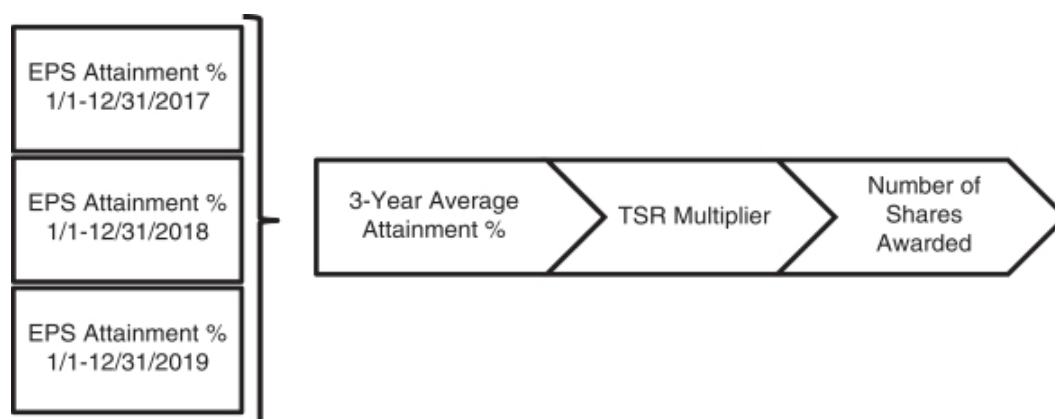 EPS Attainment %
1/1-12/31/2017
EPS Attainment %
1/1-12/31/2018
EPS Attainment %
1/1-12/31/2019
3-Year Average
Attainment %
TSR Multiplier
Number of
Shares
Awarded